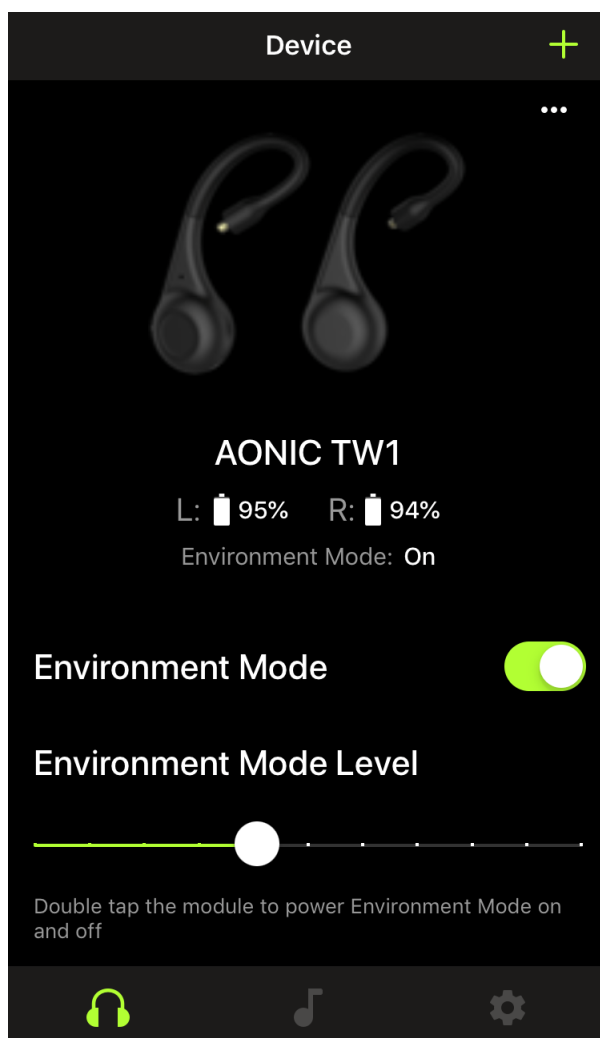 Device
AONIC TW1
L: 95% R: 94%
Environment Mode: On
Environment Mode
Environment Mode Level
Double tap the module to power Environment Mode on
and off